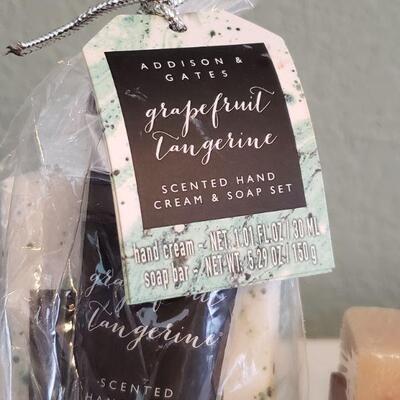 ADDISON &
GATES
grapefruit
tangerine
SCENTED HAND
CREAM & SOAP SET
hand cream - NET. 1.01 FL OZ / 30 ML
soap bar - NET WT. 5.29 OZ / 150 g
grapefruit
tangerine
SCENTED